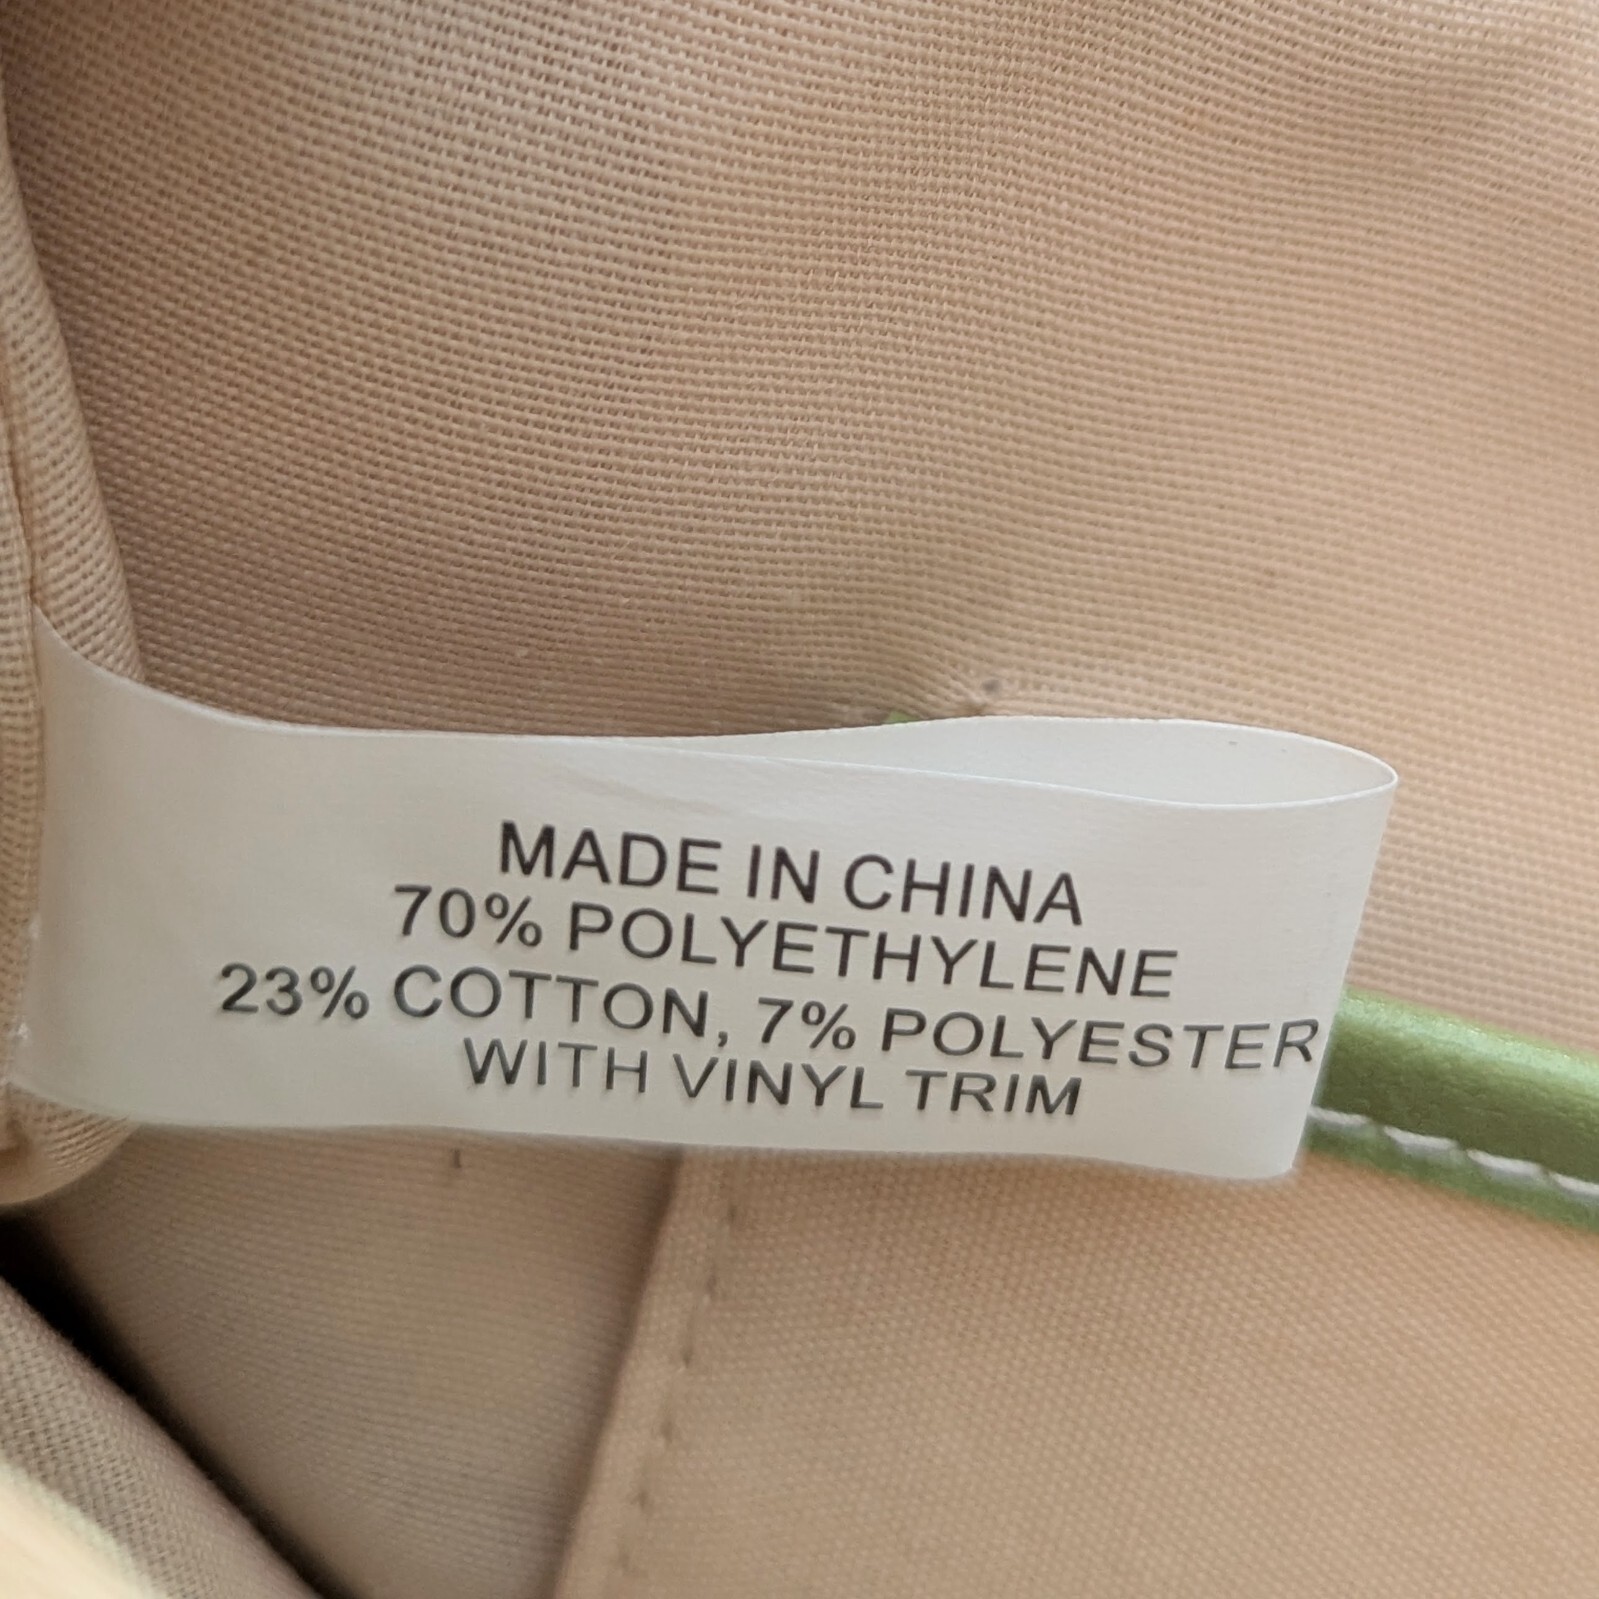 MADE IN CHINA
70% POLYETHYLENE
23% COTTON, 7% POLYESTER
WITH VINYL TRIM